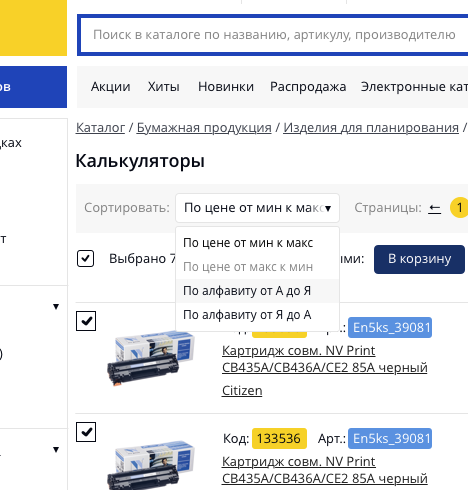 Поиск в каталоге по названию, артикулу, производителю
ов
Акции Хиты Новинки Распродажа Электронные кат
Каталог / Бумажная продукция / Изделия для планирования /
Калькуляторы
Сортировать: По цене от мин к макс ▼ Страницы: ← 1
По цене от мин к макс
По цене от макс к мин
По алфавиту от А до Я
По алфавиту от Я до А
Выбрано 7
ыми: В корзину
дках
т
)
Арт.: En5ks_39081
Картридж совм. NV Print
CB435A/CB436A/CE2 85A черный
Citizen
Код: 133536 Арт.: En5ks_39081
Картридж совм. NV Print
CB435A/CB436A/CE2 85A черный